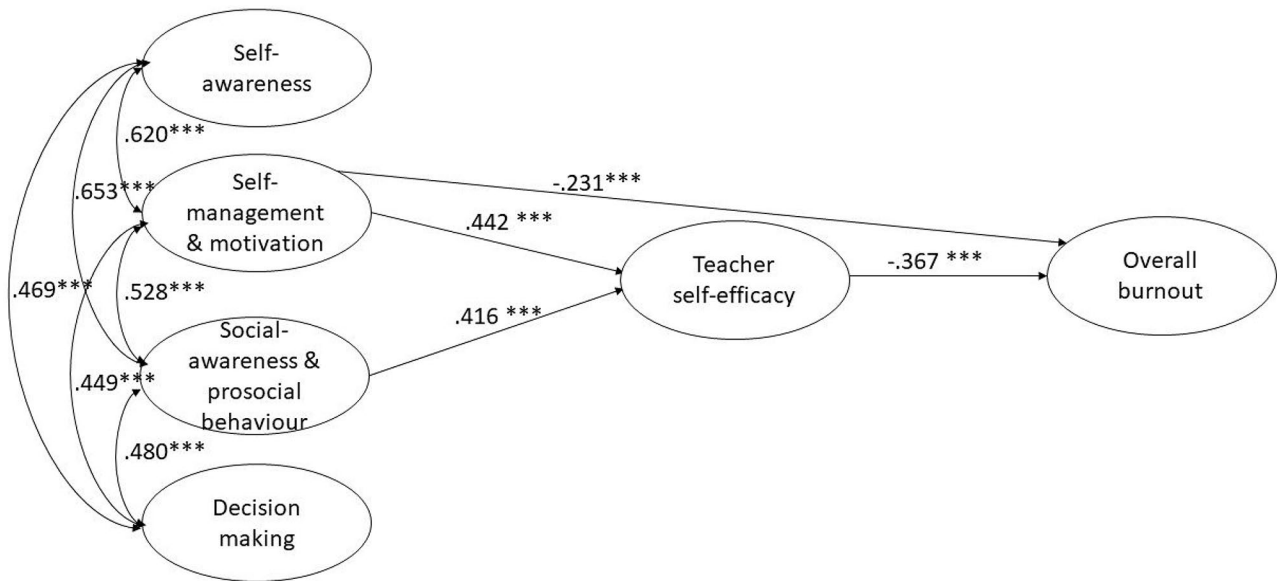 Self-
awareness
.620***
.653***
Self-
management
& motivation
-.231***
.442 ***
.469***
.528***
Teacher
self-efficacy
-.367 ***
Overall
burnout
.416 ***
Social-
awareness &
prosocial
behaviour
.449***
.480***
Decision
making